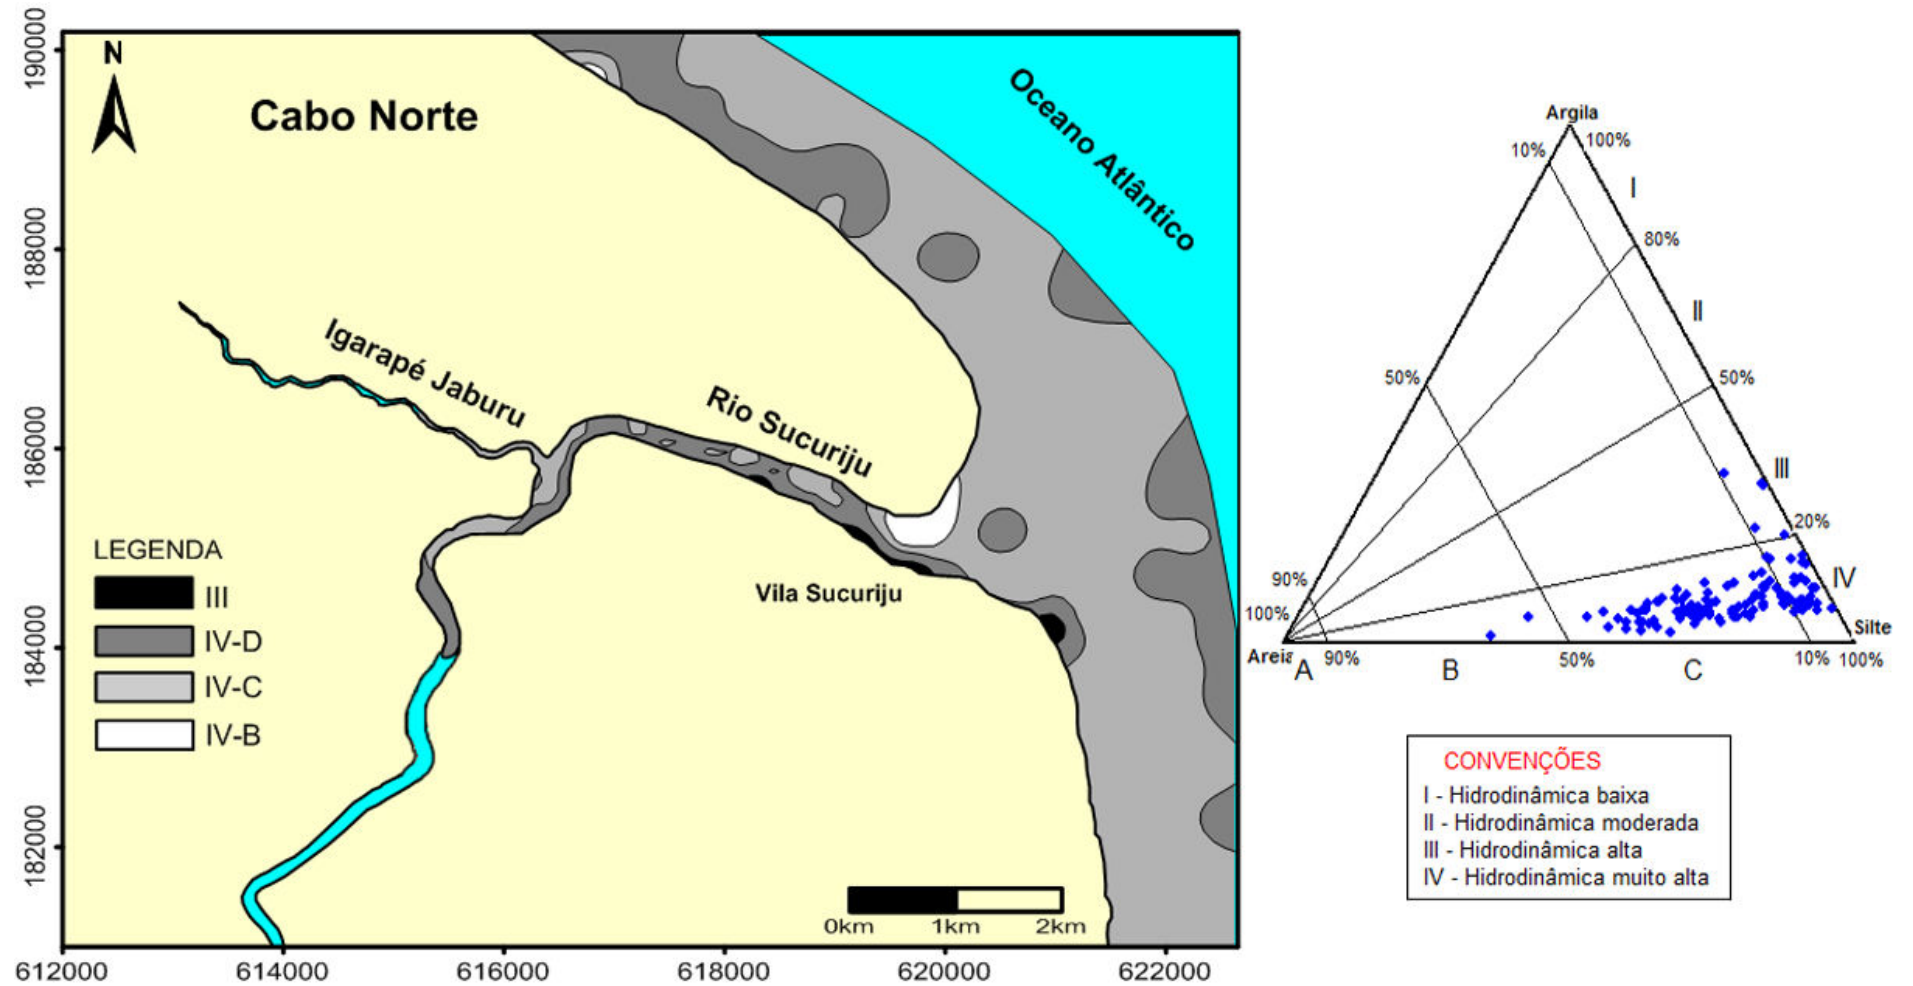 190000
188000
186000
184000
182000
N
Cabo Norte
Oceano Atlântico
Igarapé Jaburu
Rio Sucuriju
Vila Sucuriju
LEGENDA
III
IV-D
IV-C
IV-B
0km 1km 2km
612000 614000 616000 618000 620000 622000
Argila
10% 100%
I
80%
II
50% 50%
III
20%
90% IV
100%
Silte
Areia 90% 50% 10% 100%
A B C
CONVENÇÕES
I - Hidrodinâmica baixa
II - Hidrodinâmica moderada
III - Hidrodinâmica alta
IV - Hidrodinâmica muito alta